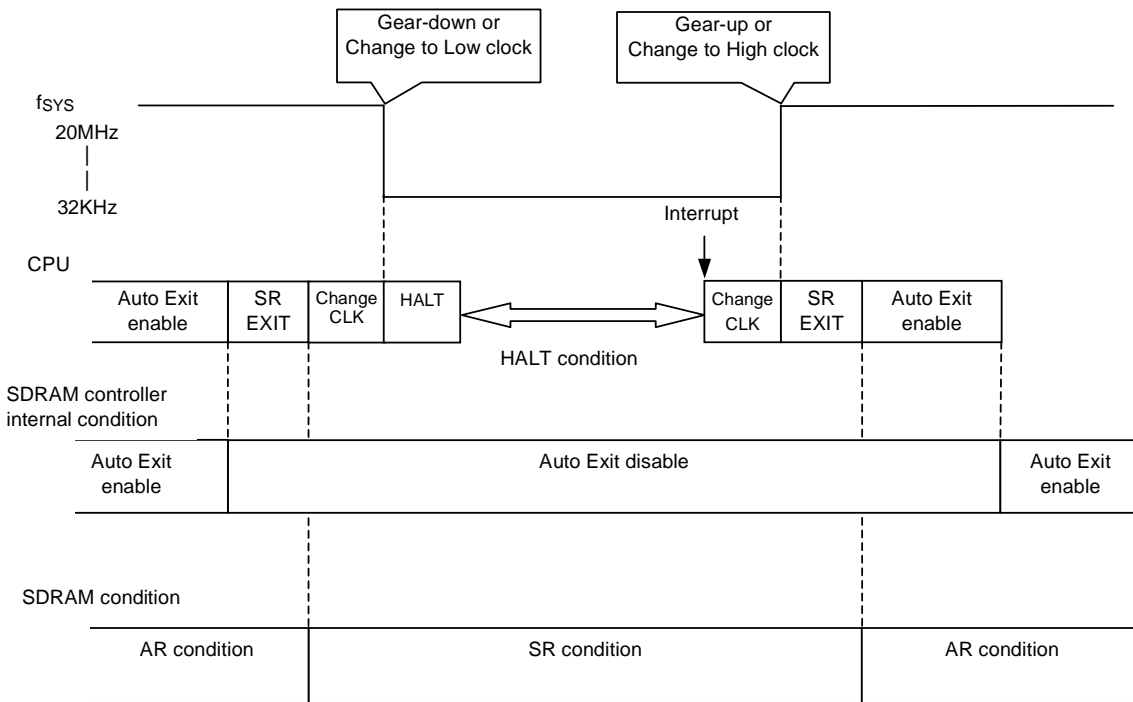 Gear-down or
Change to Low clock
Gear-up or
Change to High clock
fSYS
20MHz
32KHz
Interrupt
CPU
Auto Exit
enable
SR
EXIT
Change
CLK
HALT
Change
CLK
SR
EXIT
Auto Exit
enable
HALT condition
SDRAM controller
internal condition
Auto Exit
enable
Auto Exit disable
Auto Exit
enable
SDRAM condition
AR condition
SR condition
AR condition